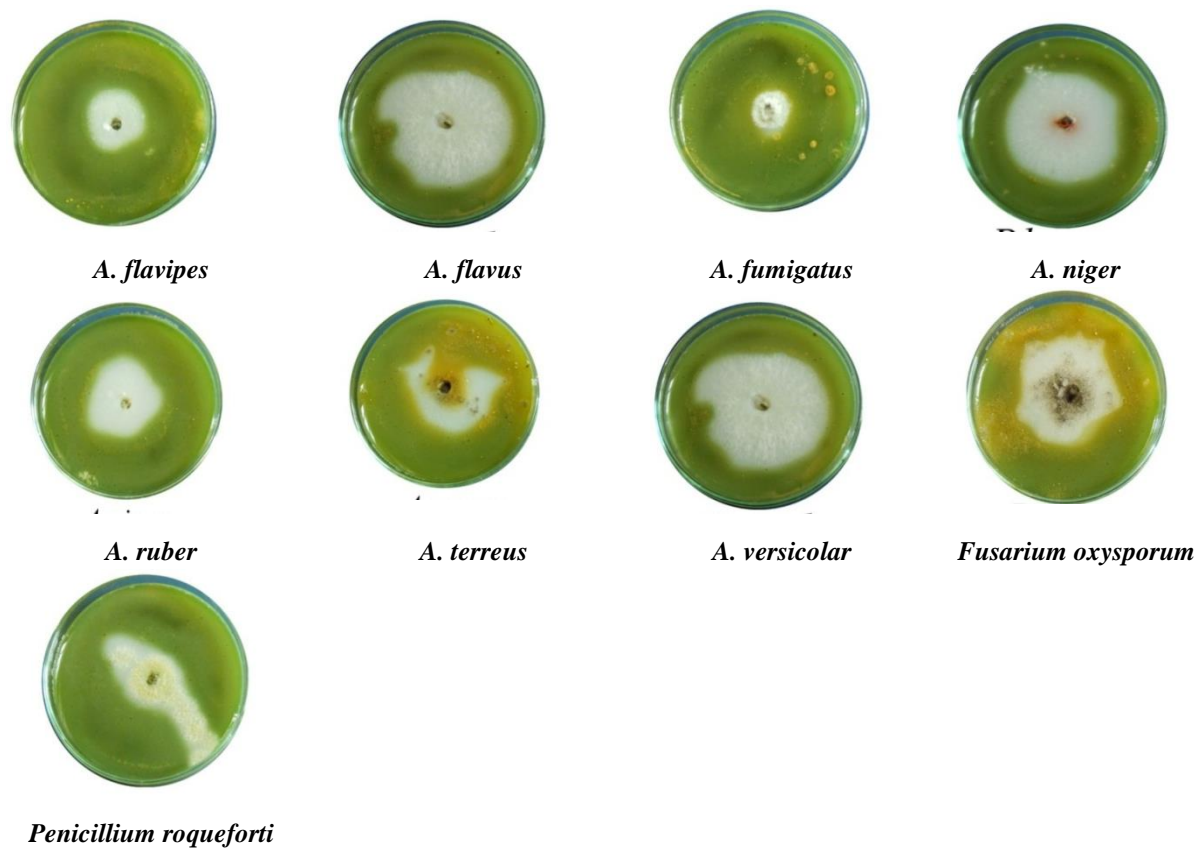 A. flavipes
A. flavus
A. fumigatus
A. niger
A. ruber
A. terreus
A. versicolar
Fusarium oxysporum
Penicillium roqueforti